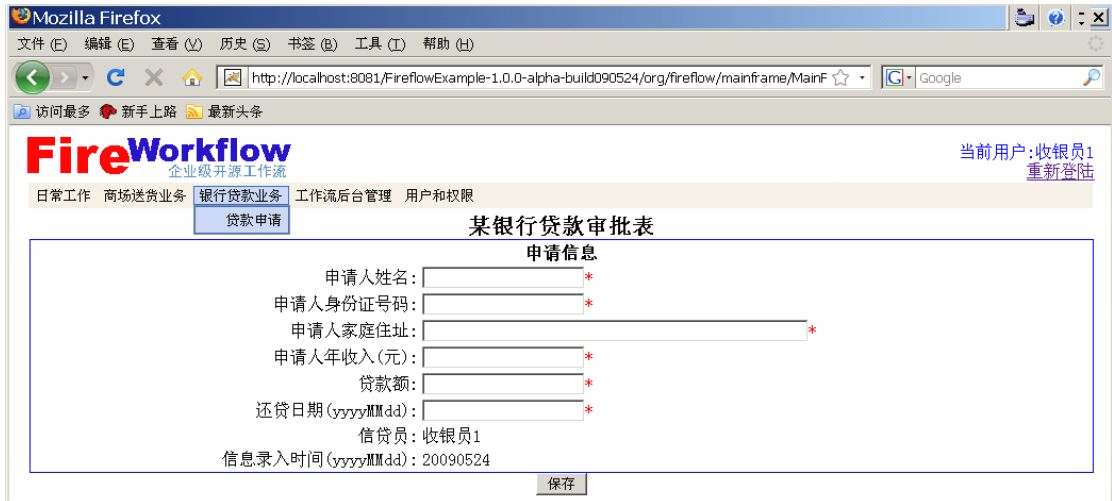 Mozilla Firefox
文件(F) 编辑(E) 查看(V) 历史(S) 书签(B) 工具(T) 帮助(H)
http://localhost:8081/FireflowExample-1.0.0-alpha-build090524/org/fireflow/mainframe/MainF G Google
访问最多 新手上路 最新头条
FireWorkflow
企业级开源工作流
当前用户:收银员1
重新登陆
日常工作 商场送货业务 银行贷款业务 工作流后台管理 用户和权限
贷款申请
某银行贷款审批表
申请信息
申请人姓名: *
申请人身份证号码: *
申请人家庭住址: *
申请人年收入(元): *
贷款额: *
还贷日期(yyyyMMdd): *
信贷员: 收银员1
信息录入时间(yyyyMMdd): 20090524
保存